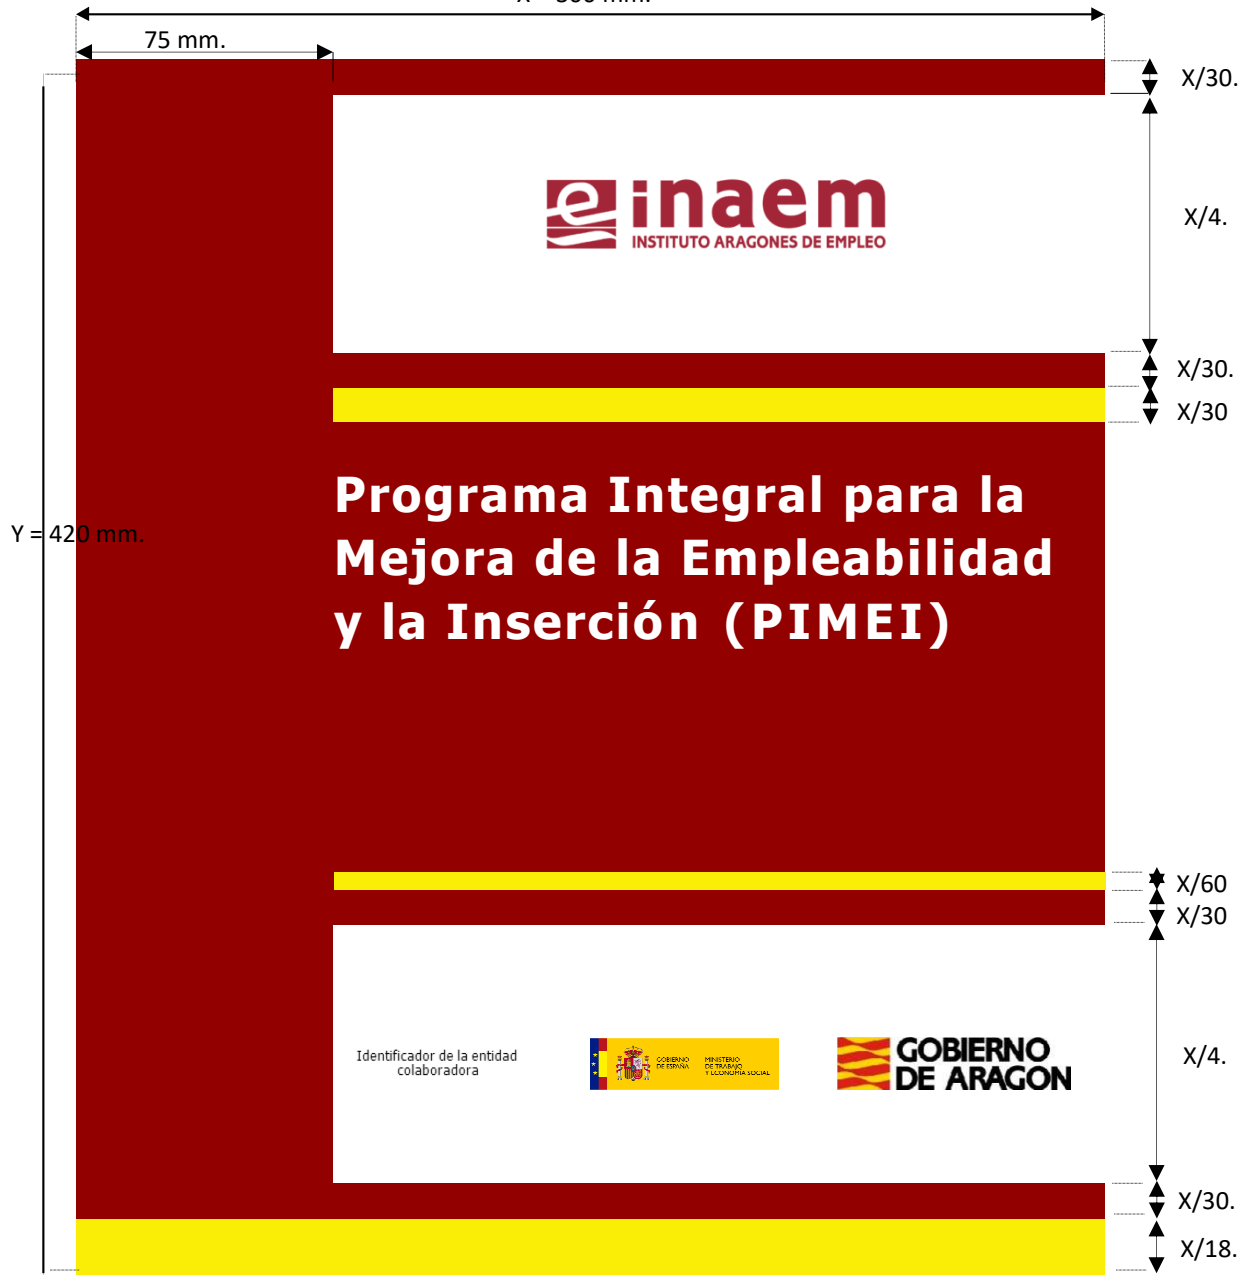 75 mm.
X/30.
inaem
INSTITUTO ARAGONES DE EMPLEO
X/4.
X/30.
X/30
Programa Integral para la
Mejora de la Empleabilidad
y la Inserción (PIMEI)
Y = 420 mm.
X/60
X/30
Identificador de la entidad
colaboradora
GOBIERNO
DE ESPAÑA
MINISTERIO
DE TRABAJO
Y ECONOMÍA SOCIAL
GOBIERNO
DE ARAGON
X/4.
X/30.
X/18.